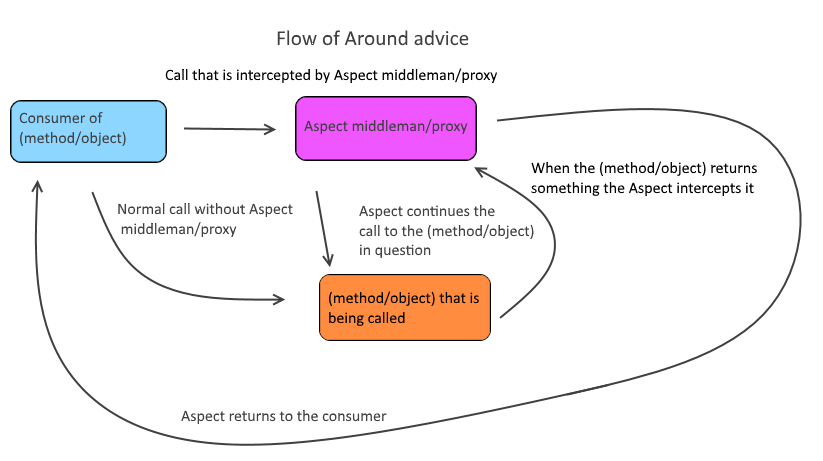 Flow of Around advice
Call that is intercepted by Aspect middleman/proxy
Consumer of
(method/object)
Aspect middleman/proxy
When the (method/object) returns
something the Aspect intercepts it
Normal call without Aspect
middleman/proxy
Aspect continues the
call to the (method/object)
in question
(method/object) that is
being called
Aspect returns to the consumer